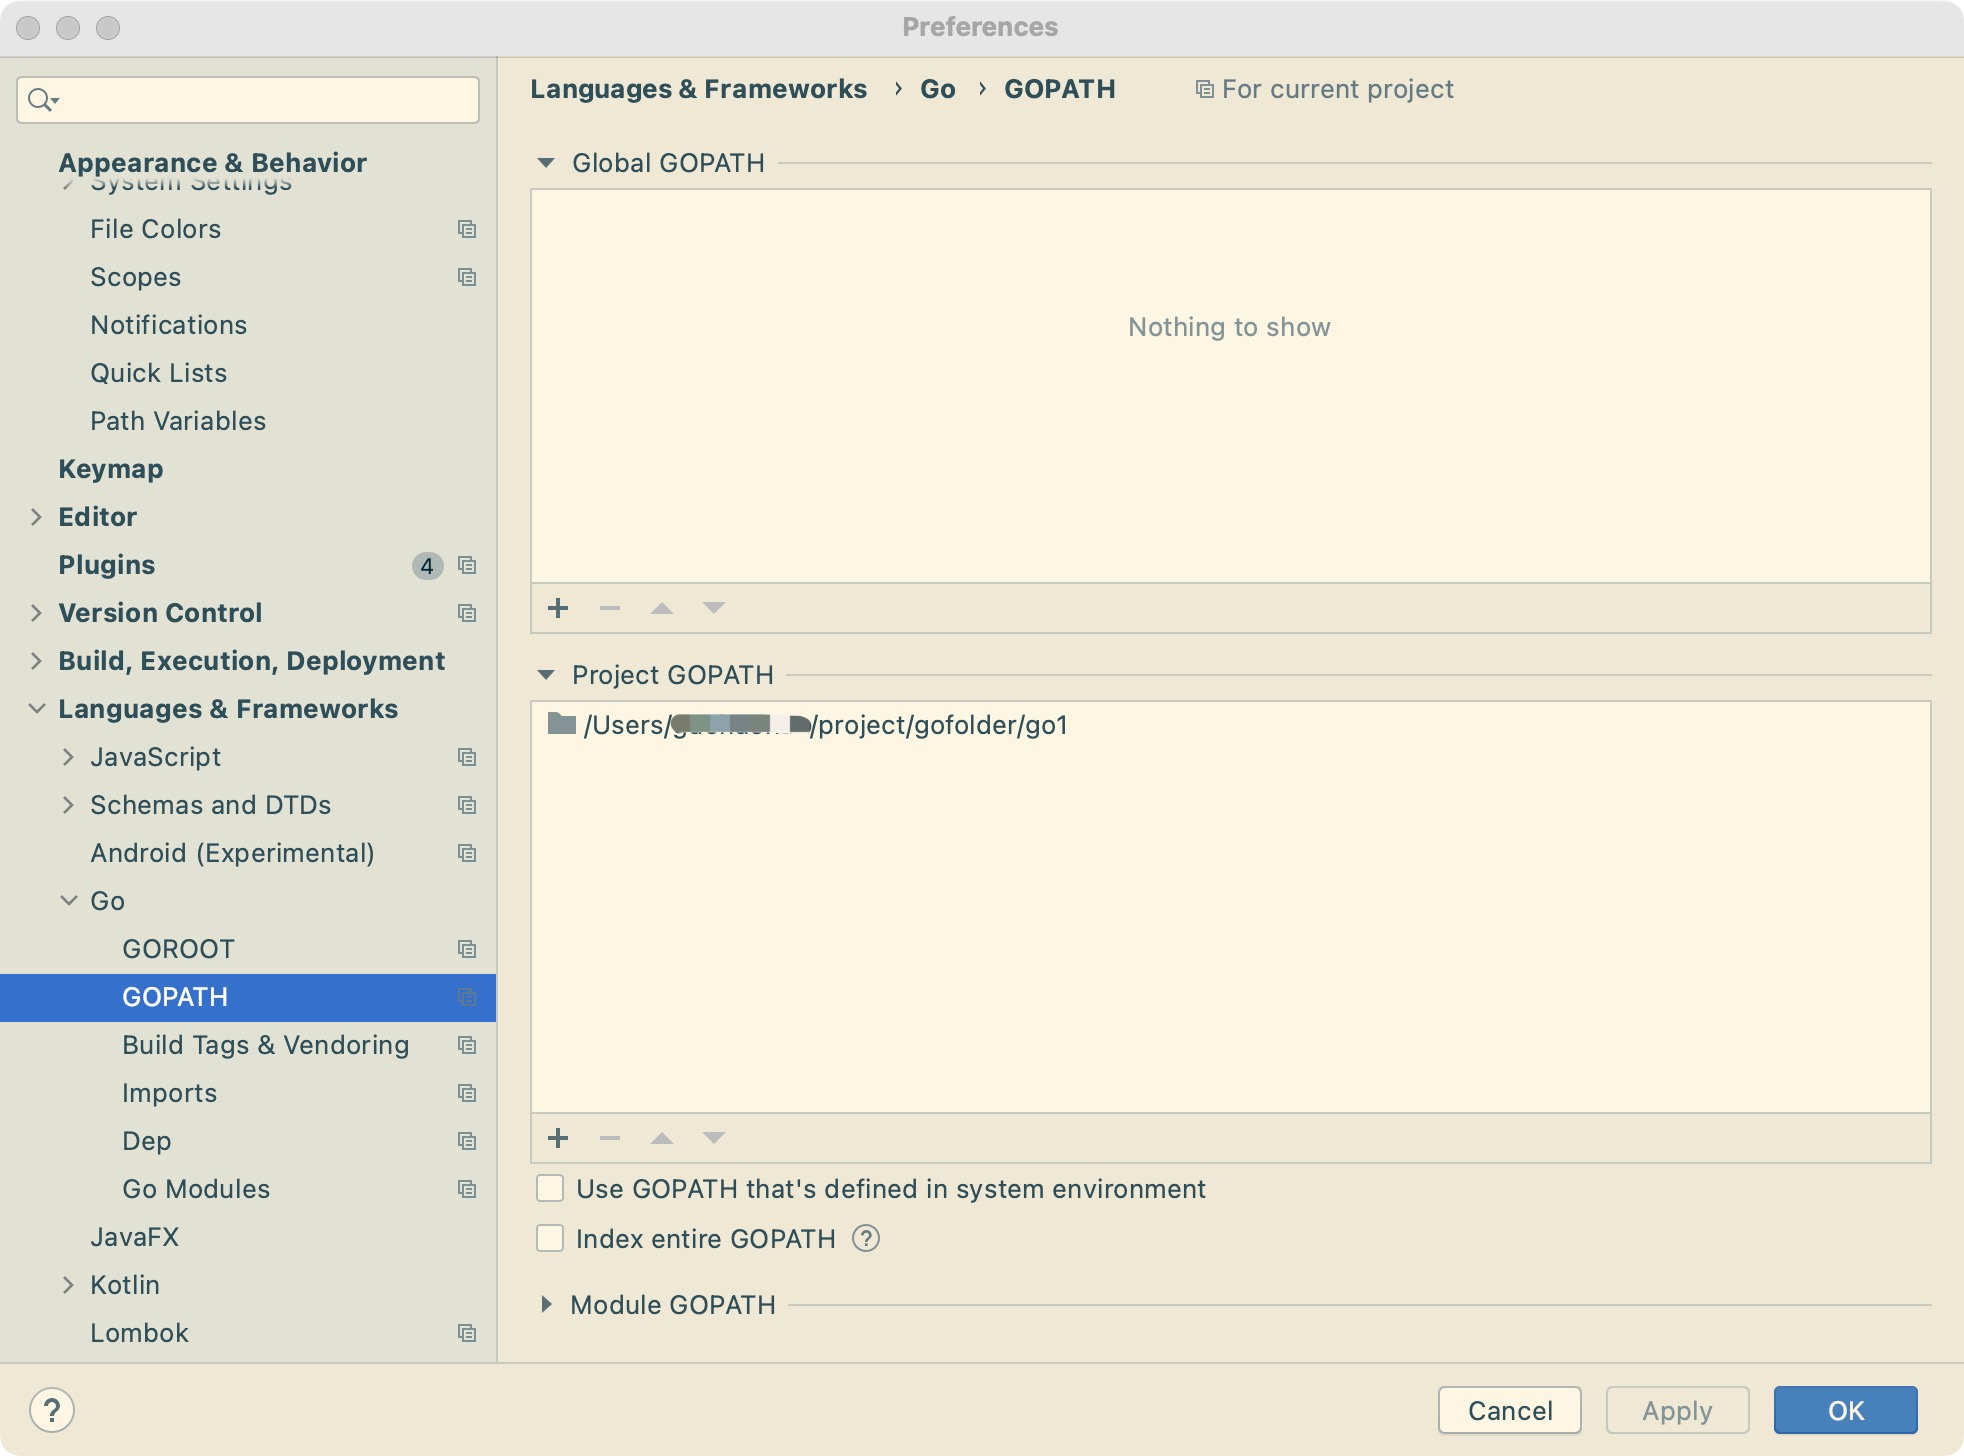 Preferences
Appearance & Behavior
System Settings
File Colors
Scopes
Notifications
Quick Lists
Path Variables
Keymap
Editor
Plugins 4
Version Control
Build, Execution, Deployment
Languages & Frameworks
JavaScript
Schemas and DTDs
Android (Experimental)
Go
GOROOT
GOPATH
Build Tags & Vendoring
Imports
Dep
Go Modules
JavaFX
Kotlin
Lombok
Languages & Frameworks › Go › GOPATH For current project
Global GOPATH
Nothing to show
Project GOPATH
/Users/ /project/gofolder/go1
Use GOPATH that's defined in system environment
Index entire GOPATH ?
Module GOPATH
? Cancel Apply OK